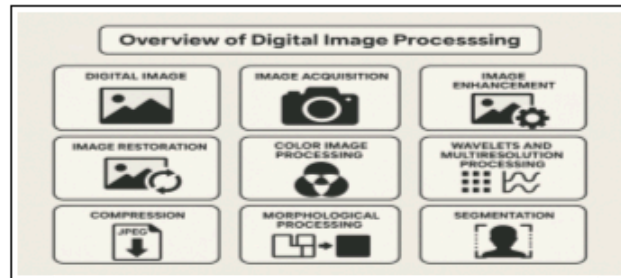 Overview of Digital Image Processsing
DIGITAL IMAGE
IMAGE ACQUISITION
IMAGE
ENHANCEMENT
IMAGE RESTORATION
COLOR IMAGE
PROCESSING
WAVELETS AND
MULTIRESOLUTION
PROCESSING
COMPRESSION
JPEG
MORPHOLOGICAL
PROCESSING
SEGMENTATION